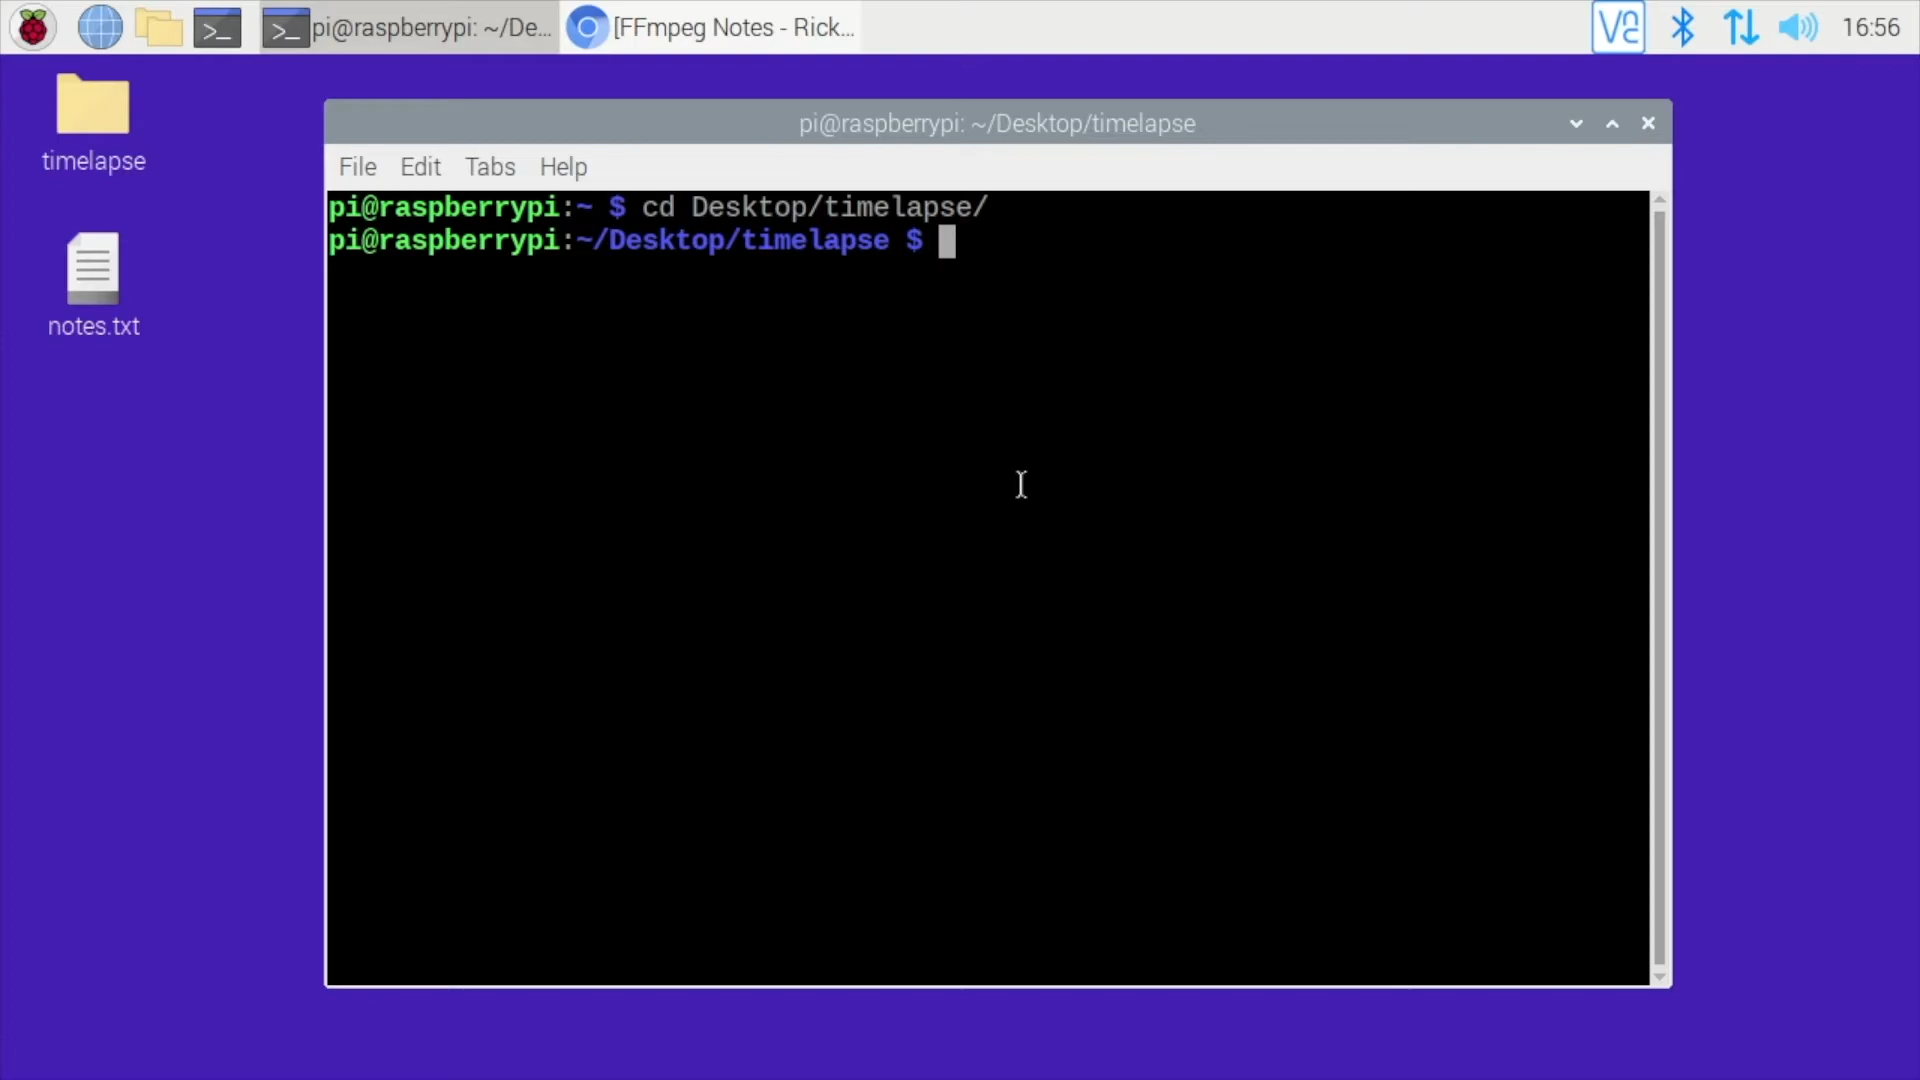 pi@raspberrypi: ~/De...
[FFmpeg Notes - Rick...
16:56
timelapse
notes.txt
pi@raspberrypi: ~/Desktop/timelapse
File Edit Tabs Help
pi@raspberrypi:~ $ cd Desktop/timelapse/
pi@raspberrypi:~/Desktop/timelapse $